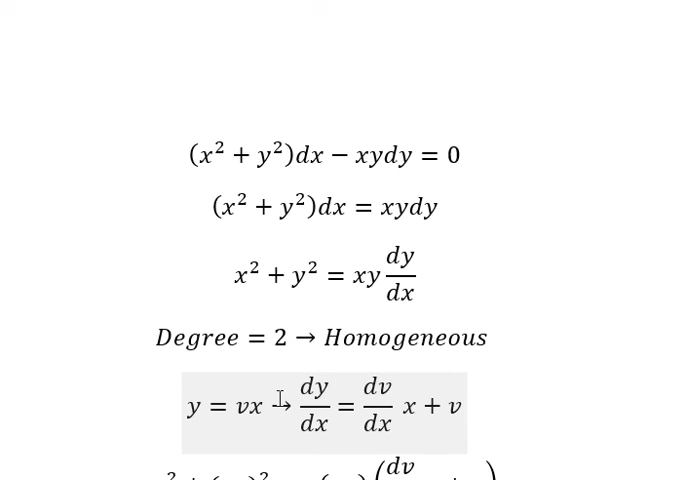 (x² + y²)dx − xydy = 0
(x² + y²)dx = xydy
x² + y² = xy dy/dx
Degree = 2 → Homogeneous
y = vx → dy/dx = dv/dx x + v